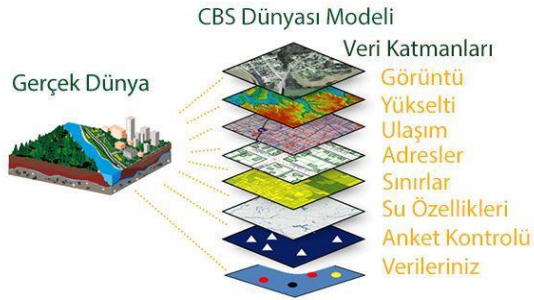 CBS Dünyası Modeli
Veri Katmanları
Gerçek Dünya
Görüntü
Yükselti
Ulaşım
Adresler
Sınırlar
Su Özellikleri
Anket Kontrolü
Verileriniz